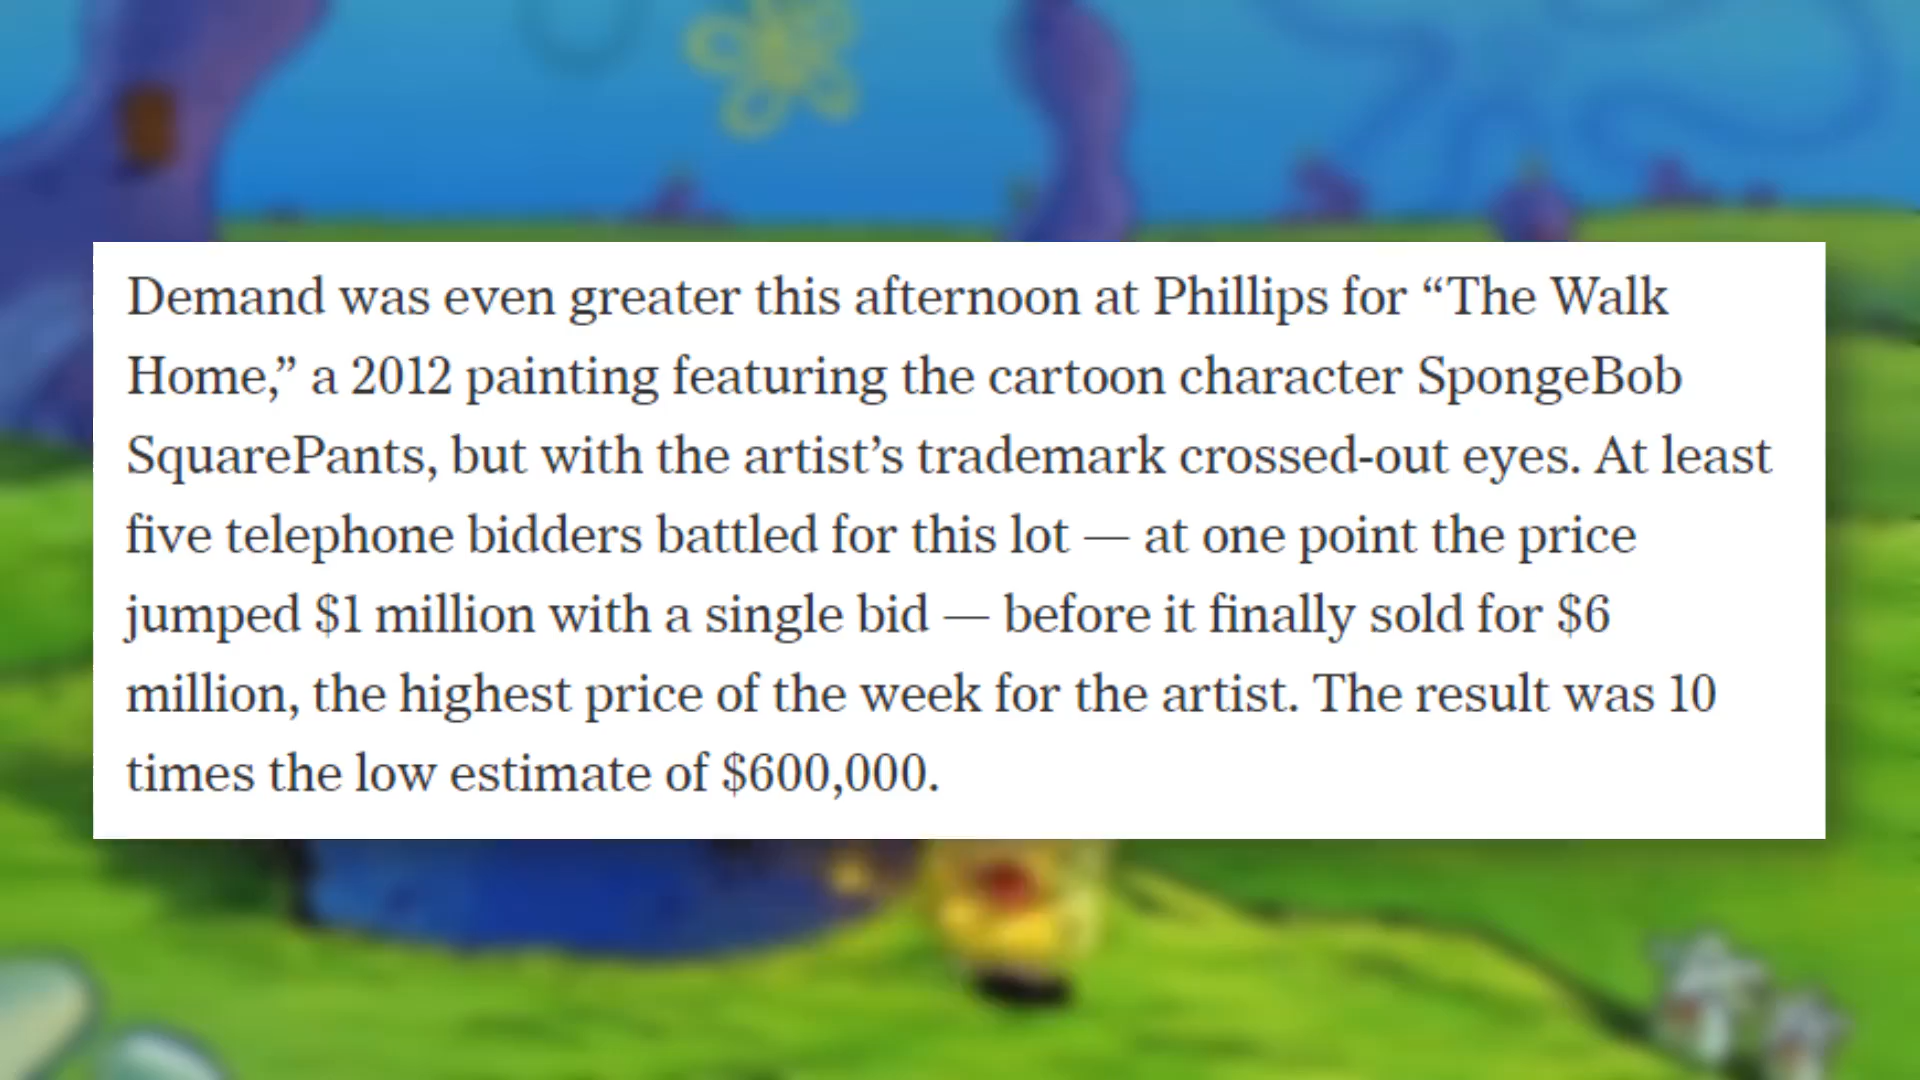 Demand was even greater this afternoon at Phillips for “The Walk
Home,” a 2012 painting featuring the cartoon character SpongeBob
SquarePants, but with the artist’s trademark crossed-out eyes. At least
five telephone bidders battled for this lot — at one point the price
jumped $1 million with a single bid — before it finally sold for $6
million, the highest price of the week for the artist. The result was 10
times the low estimate of $600,000.